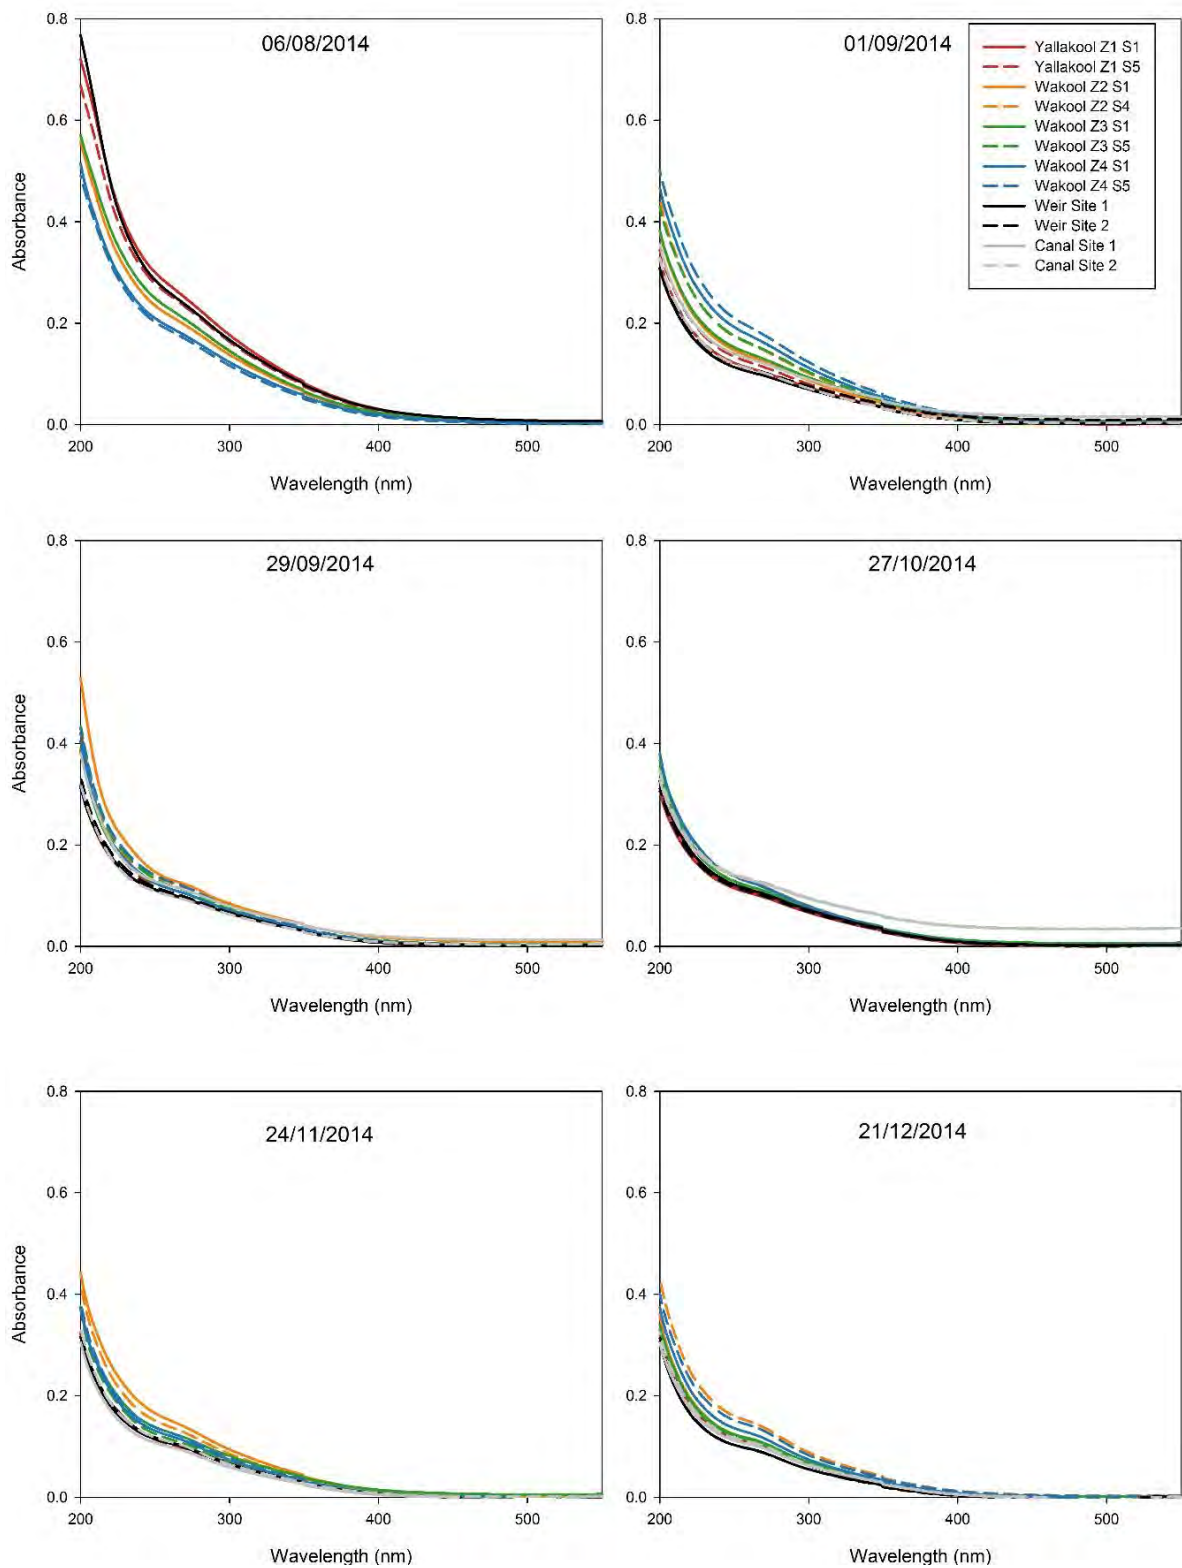 06/08/2014
0.8
0.6
0.4
0.2
0.0
Absorbance
200
300
400
500
Wavelength (nm)
01/09/2014
0.8
0.6
0.4
0.2
0.0
200
300
400
500
Wavelength (nm)
Yallakool Z1 S1
Yallakool Z1 S5
Wakool Z2 S1
Wakool Z2 S4
Wakool Z3 S1
Wakool Z3 S5
Wakool Z4 S1
Wakool Z4 S5
Weir Site 1
Weir Site 2
Canal Site 1
Canal Site 2
29/09/2014
0.8
0.6
0.4
0.2
0.0
Absorbance
200
300
400
500
Wavelength (nm)
27/10/2014
0.8
0.6
0.4
0.2
0.0
200
300
400
500
Wavelength (nm)
24/11/2014
0.8
0.6
0.4
0.2
0.0
Absorbance
200
300
400
500
Wavelength (nm)
21/12/2014
0.8
0.6
0.4
0.2
0.0
200
300
400
500
Wavelength (nm)